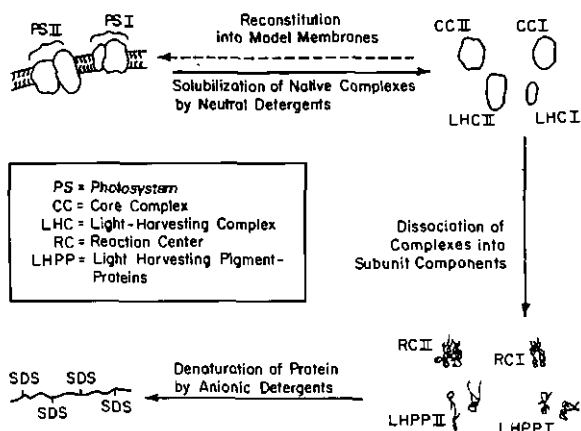 PSII
PSI
Reconstitution
into Model Membranes
Solubilization of Native Complexes
by Neutral Detergents
CCII
CCI
LHCII
LHCI
PS = Photosystem
CC = Core Complex
LHC = Light-Harvesting Complex
RC = Reaction Center
LHPP = Light Harvesting Pigment-
Proteins
Dissociation of
Complexes into
Subunit Components
RCII
RCI
LHPPII
LHPPI
Denaturation of Protein
by Anionic Detergents
SDS
SDS
SDS
SDS
SDS